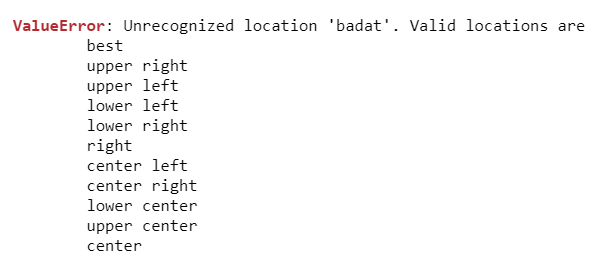 ValueError: Unrecognized location 'badat'. Valid locations are
best
upper right
upper left
lower left
lower right
right
center left
center right
lower center
upper center
center